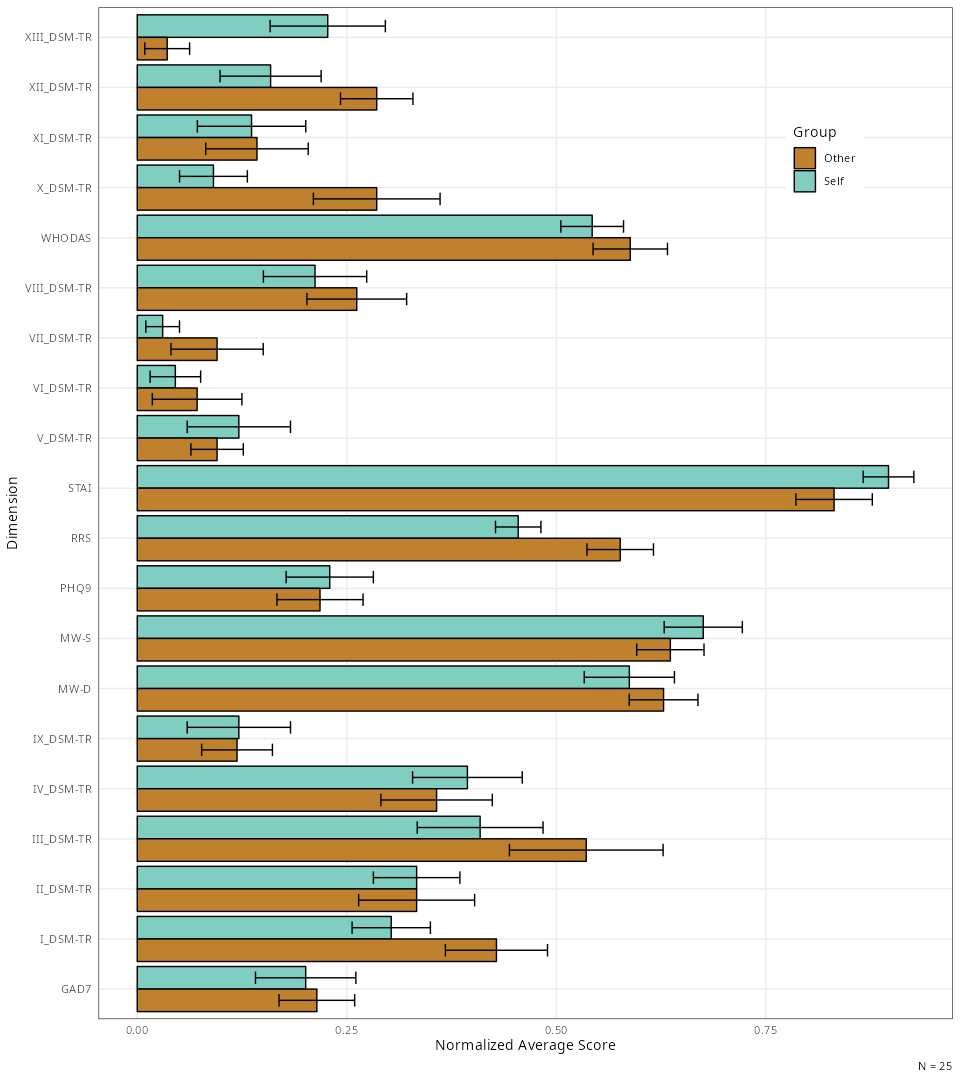 XIII_DSM-TR
XII_DSM-TR
XI_DSM-TR
X_DSM-TR
WHODAS
VIII_DSM-TR
VII_DSM-TR
VI_DSM-TR
V_DSM-TR
STAI
RRS
PHQ9
MW-S
MW-D
IX_DSM-TR
IV_DSM-TR
III_DSM-TR
II_DSM-TR
I_DSM-TR
GAD7
Dimension
Group
Other
Self
0.00 0.25 0.50 0.75
Normalized Average Score
N = 25